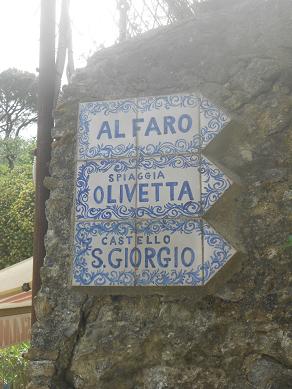 AL FARO
SPIAGGIA
OLIVETTA
CASTELLO
S.GIORGIO